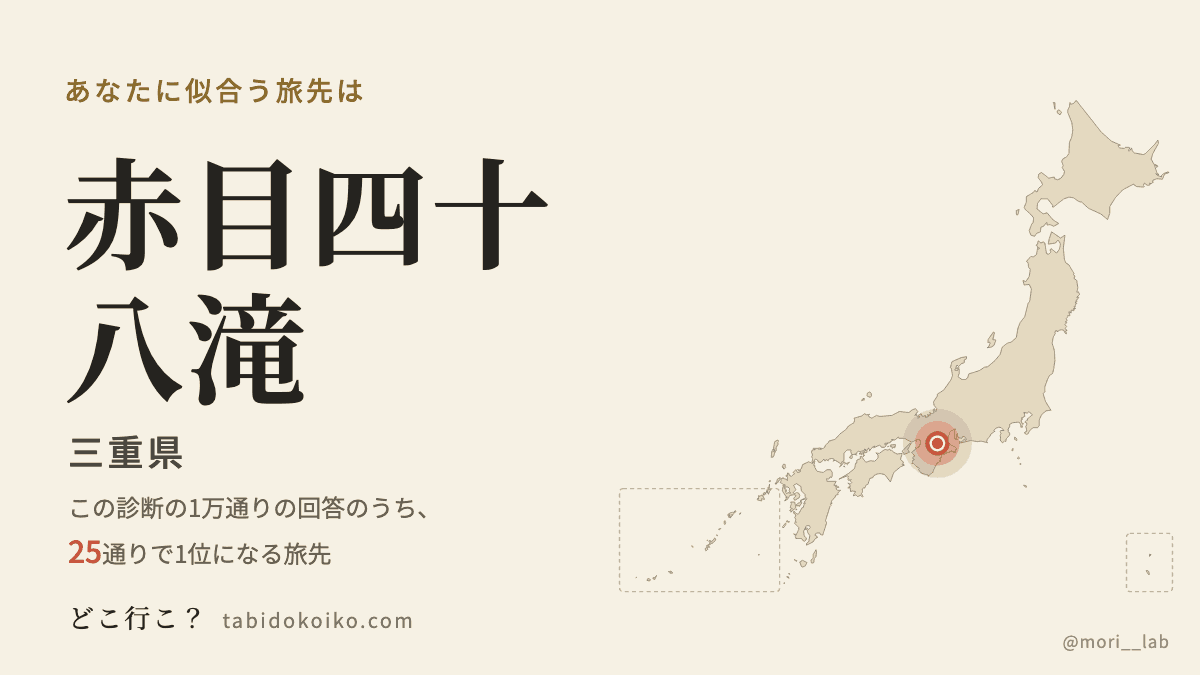 あなたに似合う旅先は
赤目四十
八滝
三重県
この診断の1万通りの回答のうち、
25通りで1位になる旅先
どこ行こ？ tabidokoiko.com
@mori__lab